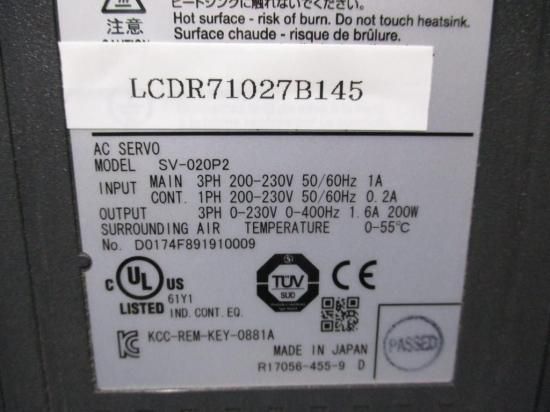 ヒートシンクに触れないでください。
注意
CAUTION
Hot surface - risk of burn. Do not touch heatsink.
Surface chaude - risque de brûlure.
LCDR71027B145
AC SERVO
MODEL SV-020P2
INPUT MAIN 3PH 200-230V 50/60Hz 1A
CONT. 1PH 200-230V 50/60Hz 0.2A
OUTPUT 3PH 0-230V 0-400Hz 1.6A 200W
SURROUNDING AIR TEMPERATURE 0-55℃
No. D0174F891910009
C UL US
LISTED 61Y1
IND. CONT. EQ.
TÜV
SÜD
CE
KCC-REM-KEY-0881A
PASSED
MADE IN JAPAN
R17056-455-9 D